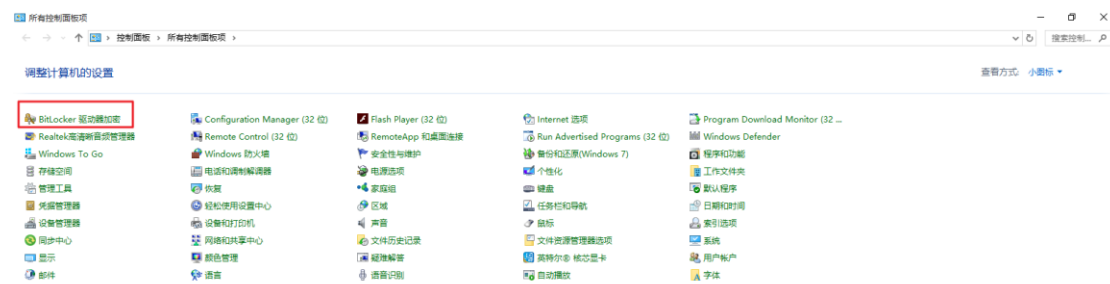 所有控制面板项
控制面板 › 所有控制面板项 ›
搜索控制...
调整计算机的设置
查看方式: 小图标
BitLocker 驱动器加密 Configuration Manager (32 位) Flash Player (32 位) Internet 选项 Program Download Monitor (32 ...
Realtek高清晰音频管理器 Remote Control (32 位) RemoteApp 和桌面连接 Run Advertised Programs (32 位) Windows Defender
Windows To Go Windows 防火墙 安全性与维护 备份和还原(Windows 7) 程序和功能
存储空间 电话和调制解调器 电源选项 个性化 工作文件夹
管理工具 恢复 家庭组 键盘 默认程序
凭据管理器 轻松使用设置中心 区域 任务栏和导航 日期和时间
设备管理器 设备和打印机 声音 鼠标 索引选项
同步中心 网络和共享中心 文件历史记录 文件资源管理器选项 系统
显示 颜色管理 疑难解答 英特尔® 核芯显卡 用户帐户
邮件 语言 语音识别 自动播放 字体